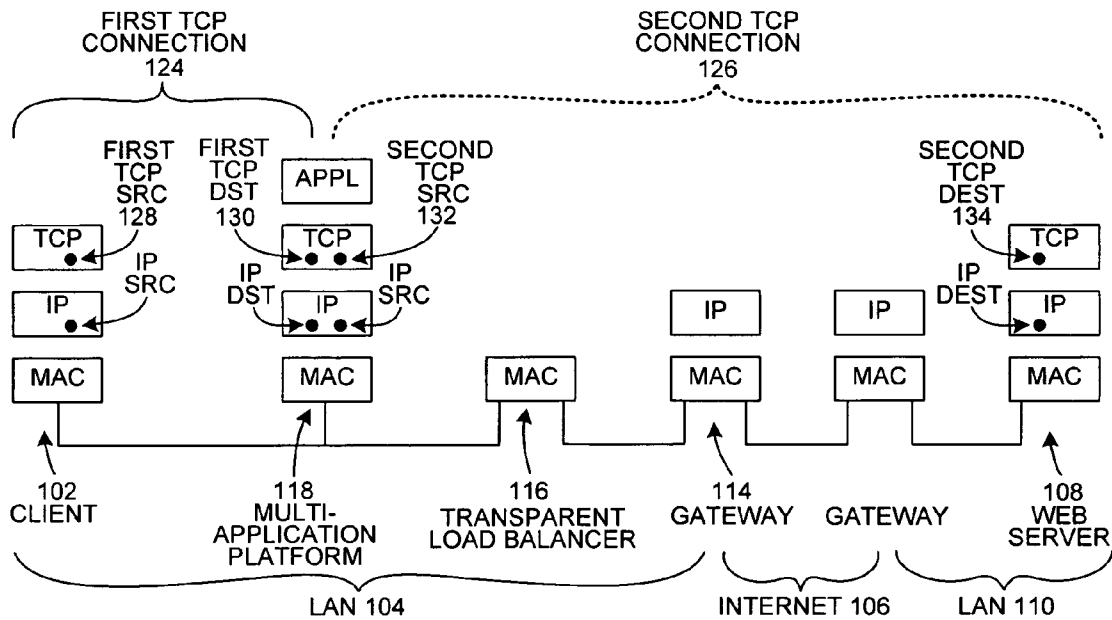 FIRST TCP
CONNECTION
124
SECOND TCP
CONNECTION
126
FIRST
TCP
SRC
128
FIRST
TCP
DST
130
APPL
SECOND
TCP
SRC
132
SECOND
TCP
DEST
134
TCP
TCP
TCP
IP
SRC
IP
DST
IP
SRC
IP
DEST
IP
IP
IP
IP
IP
MAC
MAC
MAC
MAC
MAC
MAC
102
CLIENT
118
MULTI-
APPLICATION
PLATFORM
116
TRANSPARENT
LOAD BALANCER
114
GATEWAY
GATEWAY
108
WEB
SERVER
LAN 104
INTERNET 106
LAN 110